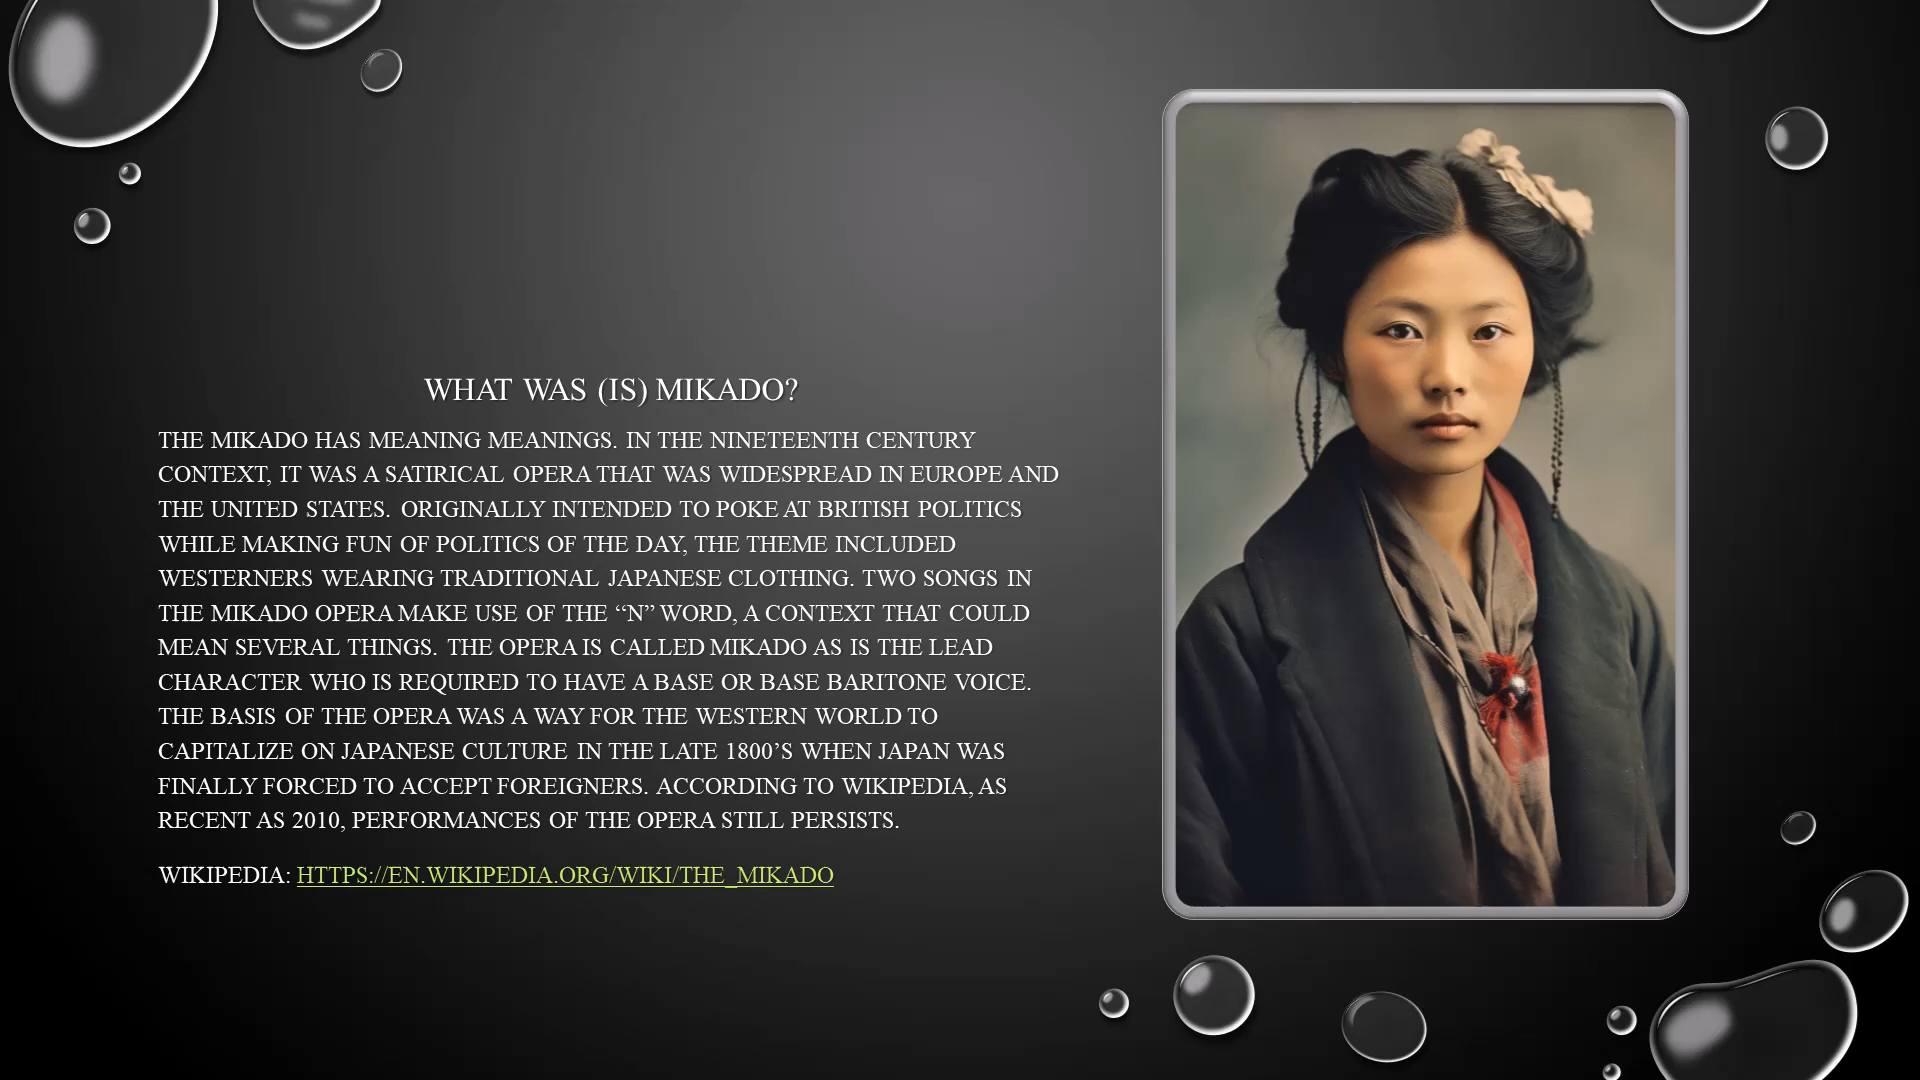 WHAT WAS (IS) MIKADO?
THE MIKADO HAS MEANING MEANINGS. IN THE NINETEENTH CENTURY
CONTEXT, IT WAS A SATIRICAL OPERA THAT WAS WIDESPREAD IN EUROPE AND
THE UNITED STATES. ORIGINALLY INTENDED TO POKE AT BRITISH POLITICS
WHILE MAKING FUN OF POLITICS OF THE DAY, THE THEME INCLUDED
WESTERNERS WEARING TRADITIONAL JAPANESE CLOTHING. TWO SONGS IN
THE MIKADO OPERA MAKE USE OF THE “N” WORD, A CONTEXT THAT COULD
MEAN SEVERAL THINGS. THE OPERA IS CALLED MIKADO AS IS THE LEAD
CHARACTER WHO IS REQUIRED TO HAVE A BASE OR BASE BARITONE VOICE.
THE BASIS OF THE OPERA WAS A WAY FOR THE WESTERN WORLD TO
CAPITALIZE ON JAPANESE CULTURE IN THE LATE 1800’S WHEN JAPAN WAS
FINALLY FORCED TO ACCEPT FOREIGNERS. ACCORDING TO WIKIPEDIA, AS
RECENT AS 2010, PERFORMANCES OF THE OPERA STILL PERSISTS.
WIKIPEDIA: HTTPS://EN.WIKIPEDIA.ORG/WIKI/THE_MIKADO